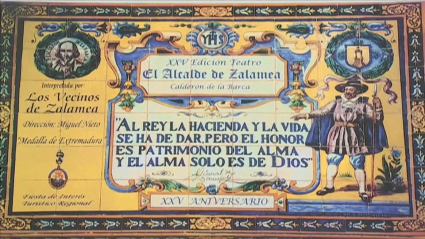 YHS
XXV Edicion Teatro
El Alcalde de Zalamea
Calderón de la Barca
Interpretada por
Los Vecinos
de Zalamea
Dirección: Miguel Nieto
Medalla de Extremadura
"AL REY LA HACIENDA Y LA VIDA
SE HA DE DAR, PERO EL HONOR
ES PATRIMONIO DEL ALMA
Y EL ALMA SOLO ES DE DIOS"
Fiesta de Interés
Turístico Regional
XXV ANIVERSARIO